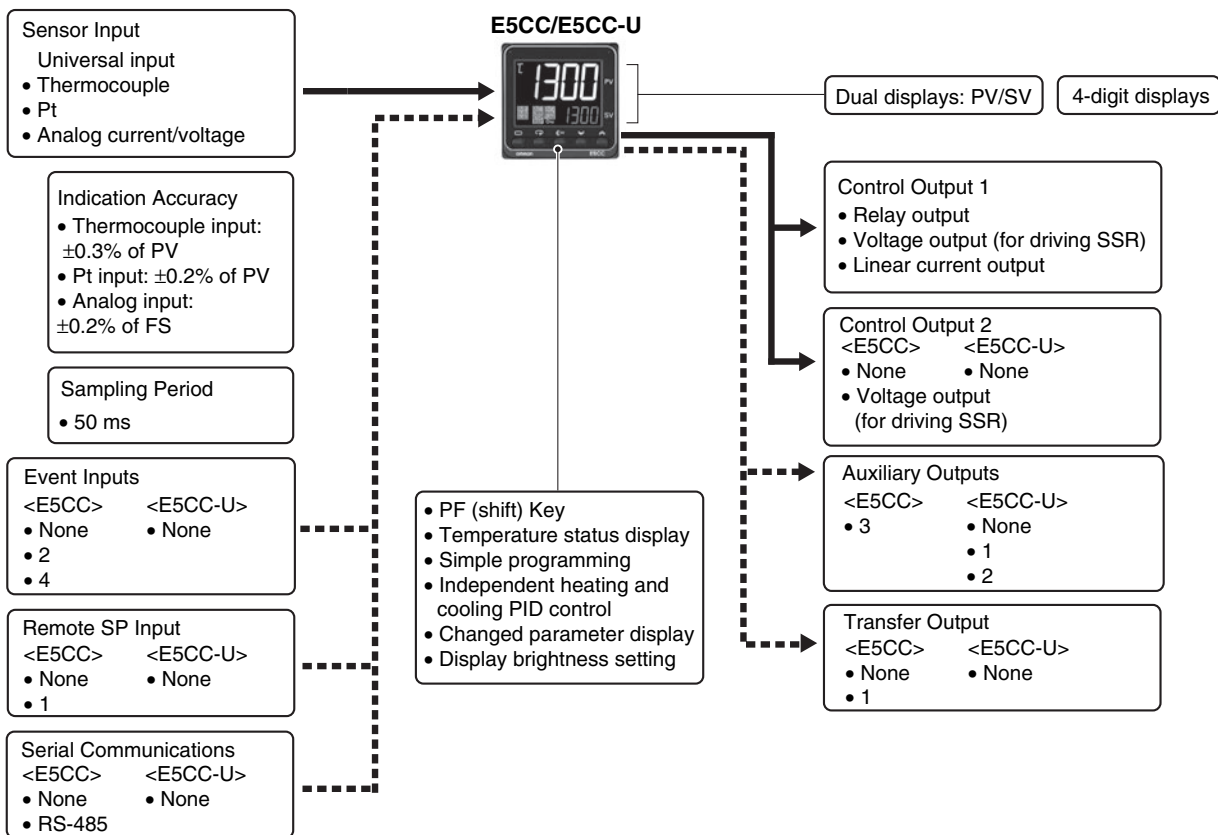 E5CC/E5CC-U
Sensor Input
Universal input
• Thermocouple
• Pt
• Analog current/voltage
Indication Accuracy
• Thermocouple input:
±0.3% of PV
• Pt input: ±0.2% of PV
• Analog input:
±0.2% of FS
Sampling Period
• 50 ms
Event Inputs
<E5CC> <E5CC-U>
• None • None
• 2
• 4
Remote SP Input
<E5CC> <E5CC-U>
• None • None
• 1
Serial Communications
<E5CC> <E5CC-U>
• None • None
• RS-485
1300
PV
1300
SV
OMRON E5CC
• PF (shift) Key
• Temperature status display
• Simple programming
• Independent heating and
cooling PID control
• Changed parameter display
• Display brightness setting
Dual displays: PV/SV
4-digit displays
Control Output 1
• Relay output
• Voltage output (for driving SSR)
• Linear current output
Control Output 2
<E5CC> <E5CC-U>
• None • None
• Voltage output
(for driving SSR)
Auxiliary Outputs
<E5CC> <E5CC-U>
• 3 • None
• 1
• 2
Transfer Output
<E5CC> <E5CC-U>
• None • None
• 1